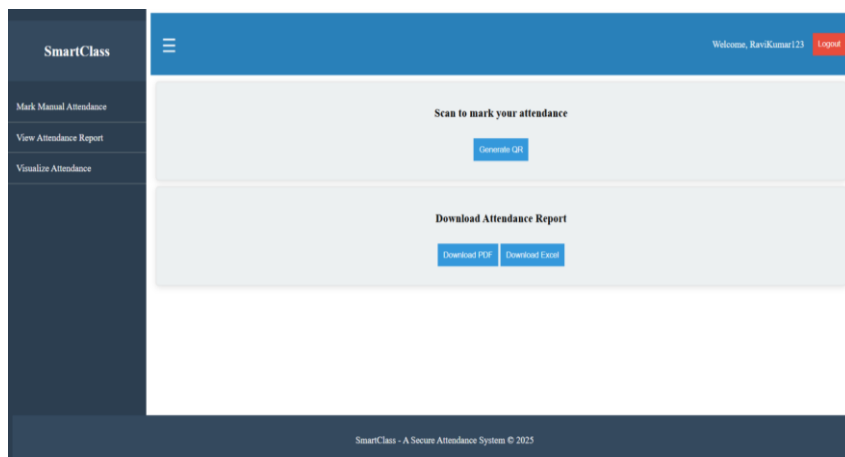 SmartClass
☰
Welcome, RaviKumar123
Logout
Mark Manual Attendance
View Attendance Report
Visualize Attendance
Scan to mark your attendance
Generate QR
Download Attendance Report
Download PDF
Download Excel
SmartClass - A Secure Attendance System © 2025